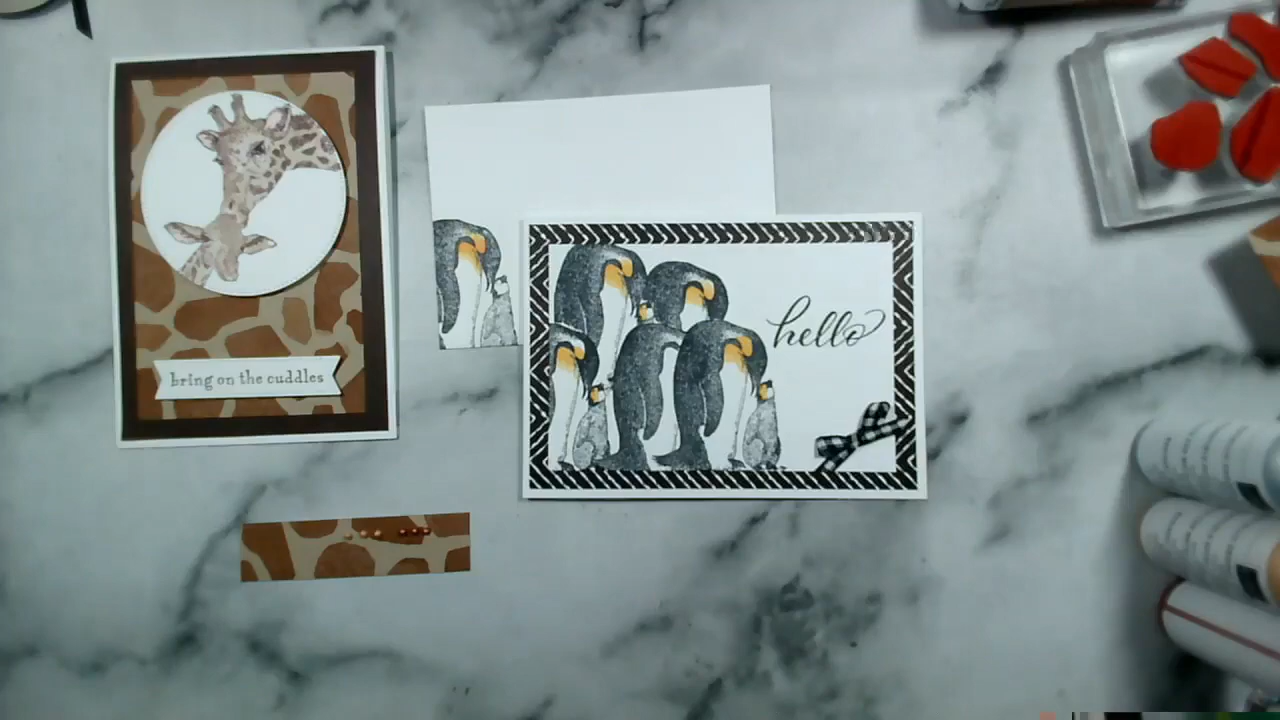 bring on the cuddles
hello